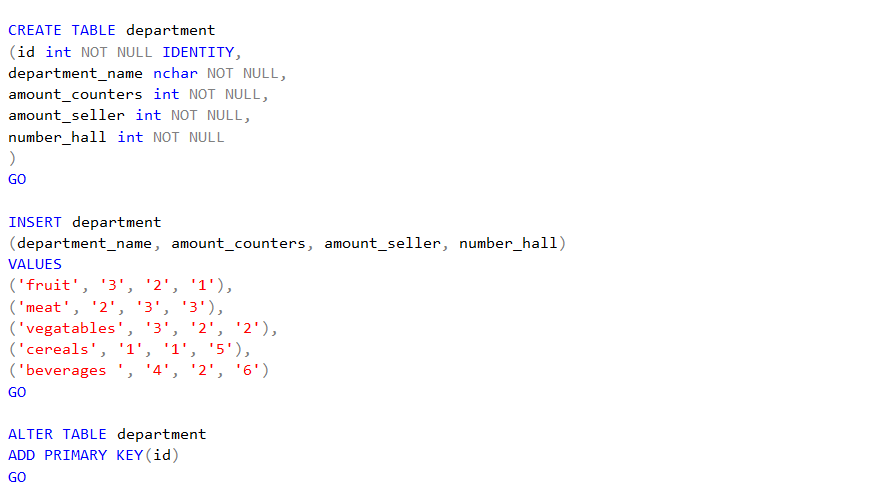 CREATE TABLE department
(id int NOT NULL IDENTITY,
department_name nchar NOT NULL,
amount_counters int NOT NULL,
amount_seller int NOT NULL,
number_hall int NOT NULL
)
GO
INSERT department
(department_name, amount_counters, amount_seller, number_hall)
VALUES
('fruit', '3', '2', '1'),
('meat', '2', '3', '3'),
('vegatables', '3', '2', '2'),
('cereals', '1', '1', '5'),
('beverages ', '4', '2', '6')
GO
ALTER TABLE department
ADD PRIMARY KEY(id)
GO